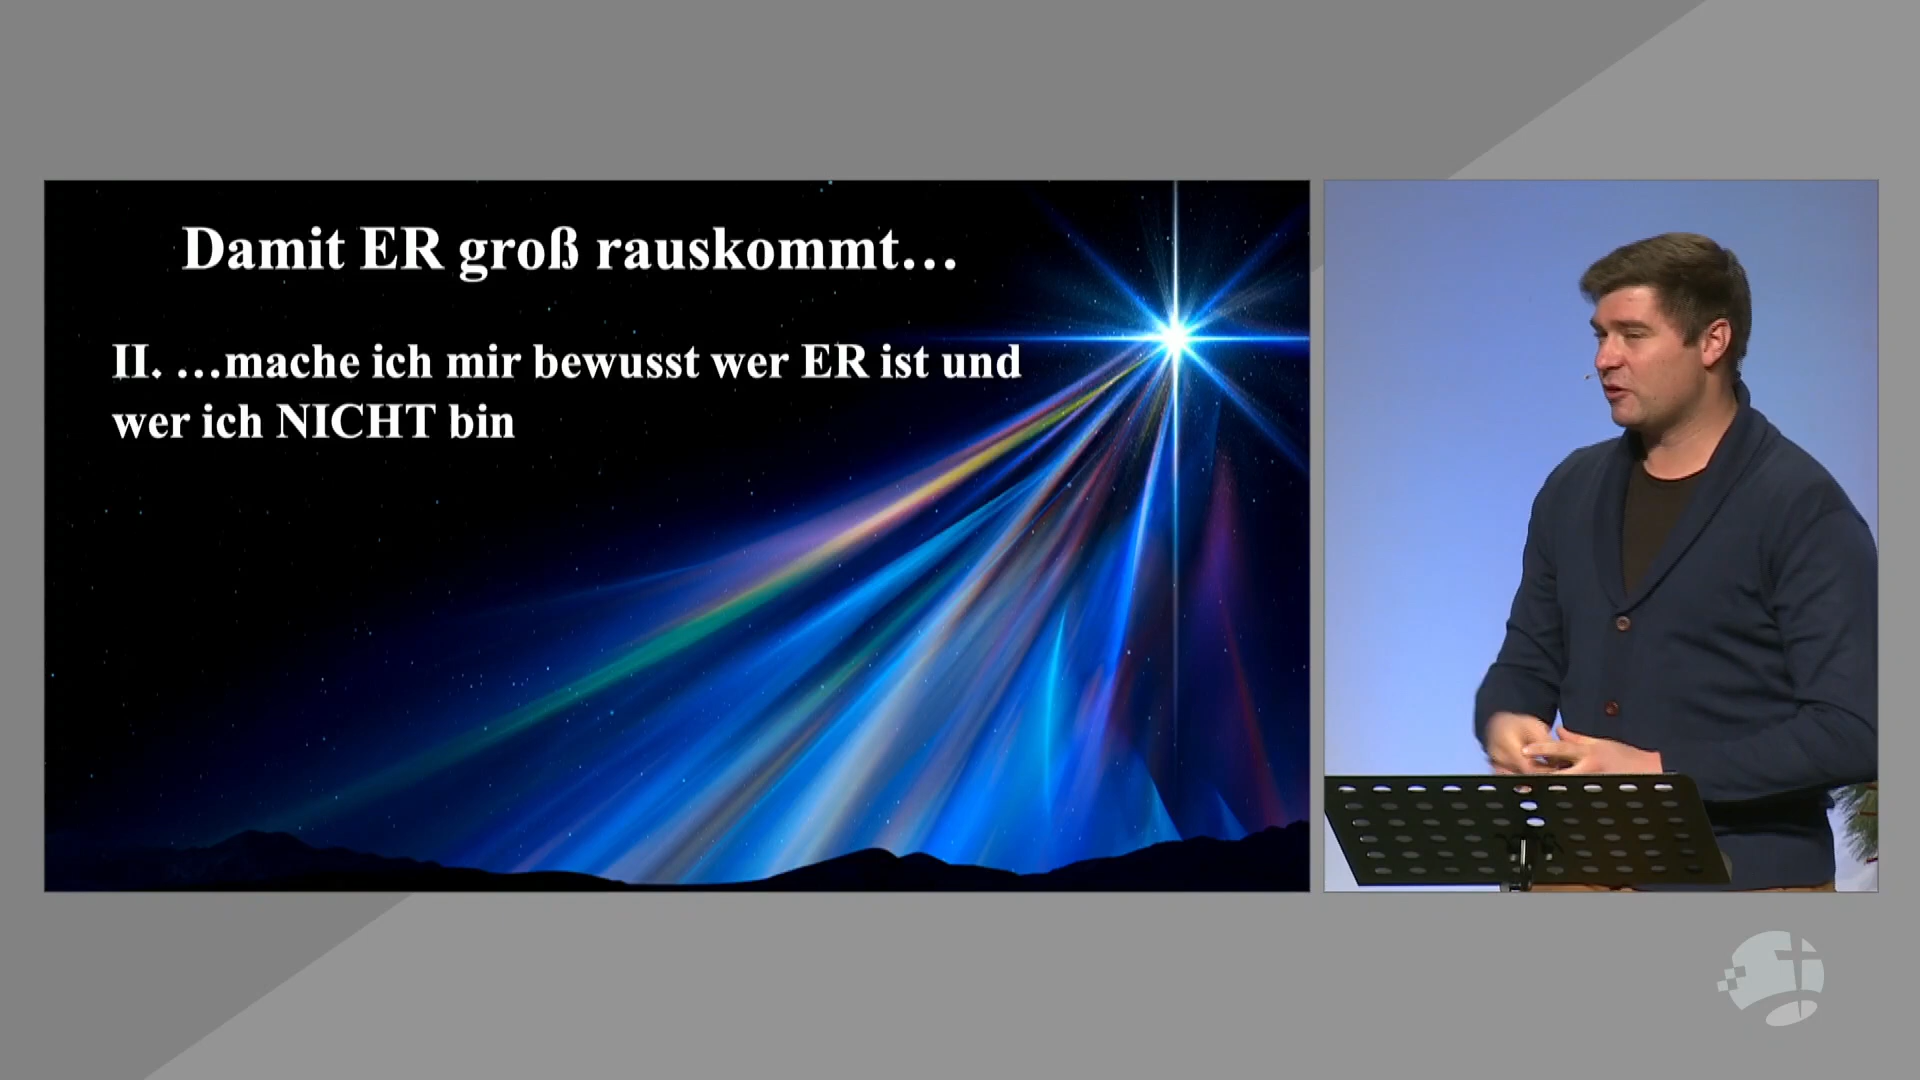 Damit ER groß rauskommt…
II. …mache ich mir bewusst wer ER ist und
wer ich NICHT bin